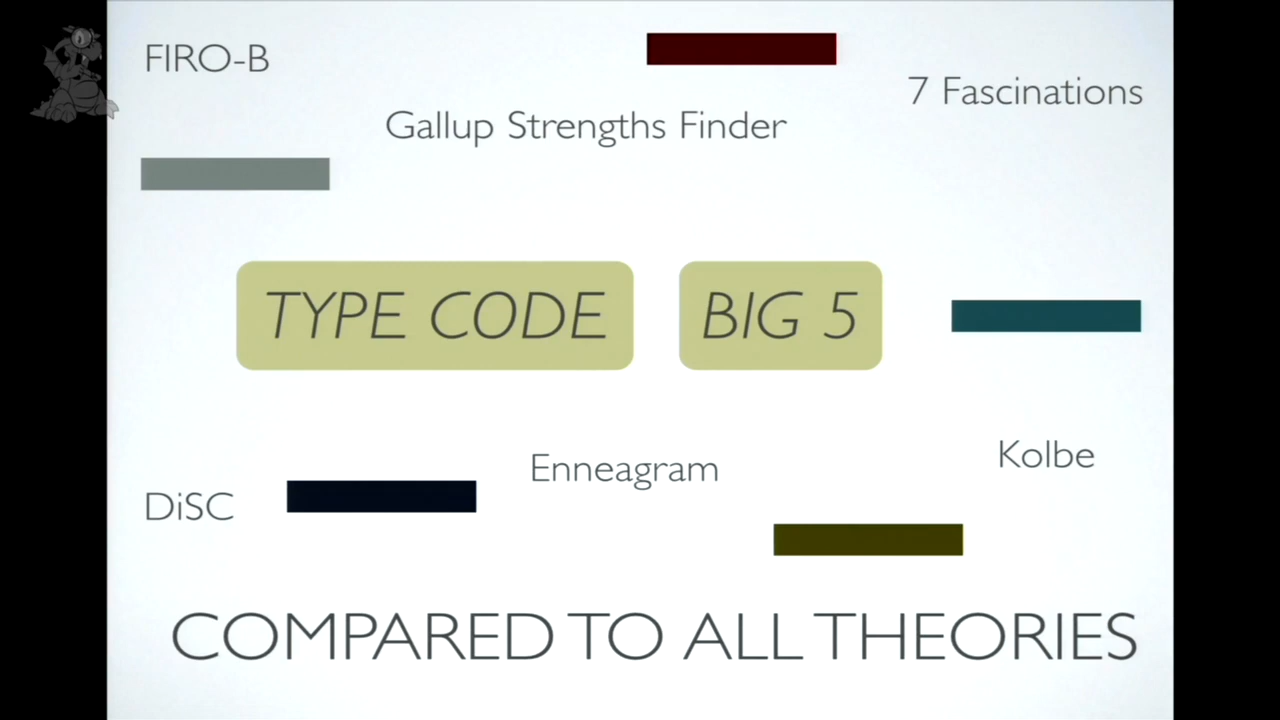 FIRO-B
7 Fascinations
Gallup Strengths Finder
TYPE CODE
BIG 5
Kolbe
Enneagram
DiSC
COMPARED TO ALL THEORIES